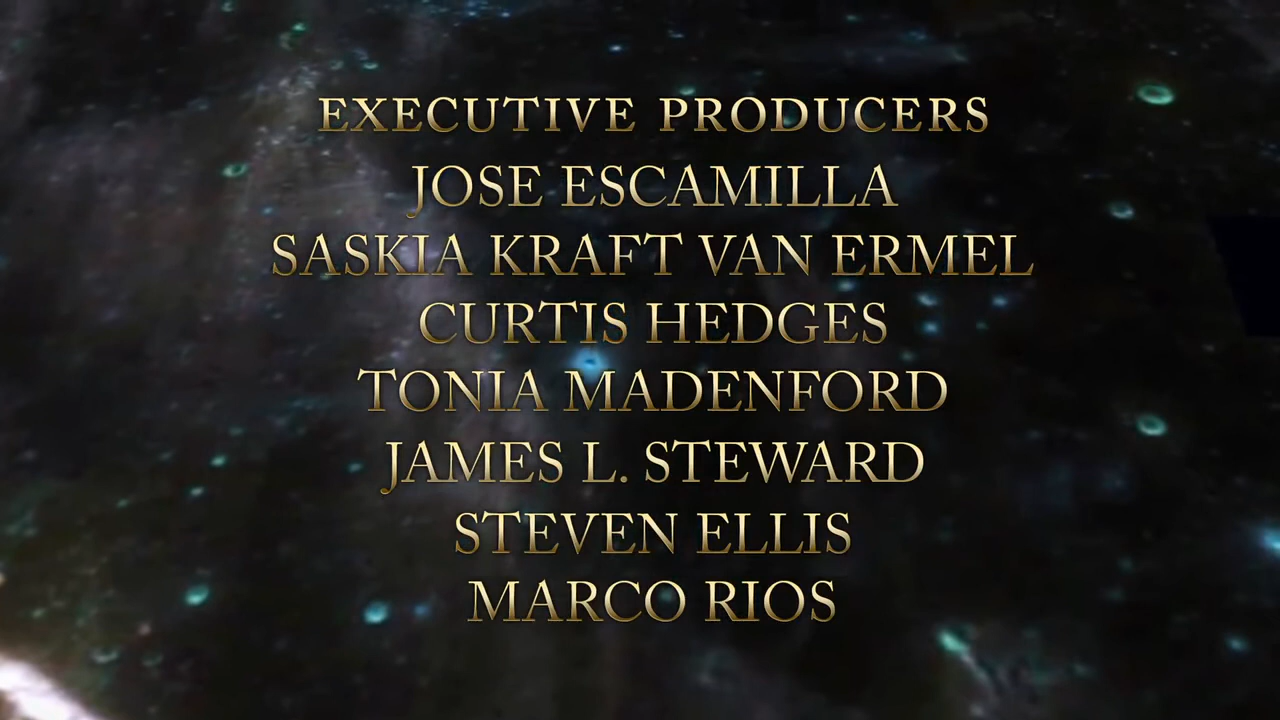 EXECUTIVE PRODUCERS
JOSE ESCAMILLA
SASKIA KRAFT VAN ERMEL
CURTIS HEDGES
TONIA MADENFORD
JAMES L. STEWARD
STEVEN ELLIS
MARCO RIOS